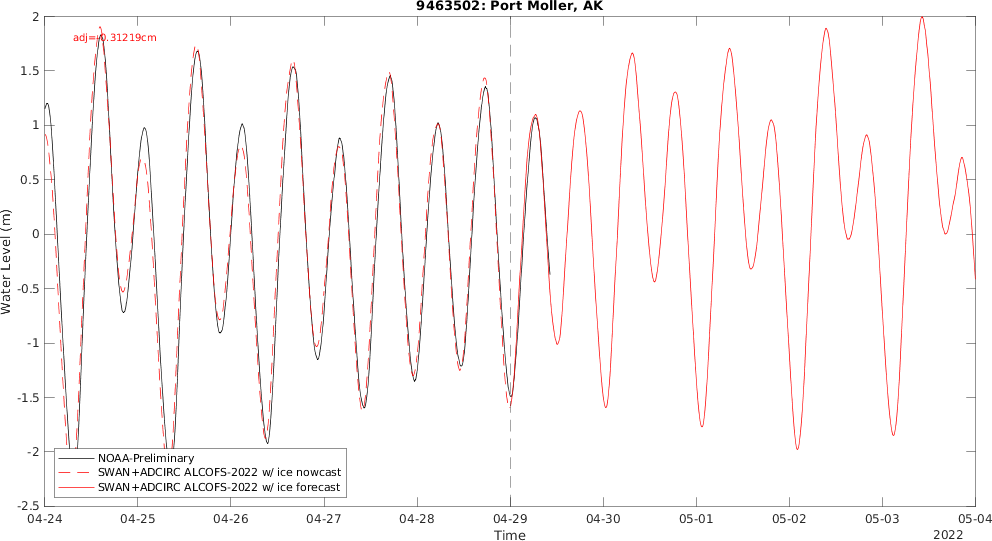 9463502: Port Moller, AK
adj=-0.31219cm
Water Level (m)
2
1.5
1
0.5
0
-0.5
-1
-1.5
-2
-2.5
NOAA-Preliminary
SWAN+ADCIRC ALCOFS-2022 w/ ice nowcast
SWAN+ADCIRC ALCOFS-2022 w/ ice forecast
04-24 04-25 04-26 04-27 04-28 04-29 04-30 05-01 05-02 05-03 05-04
Time
2022